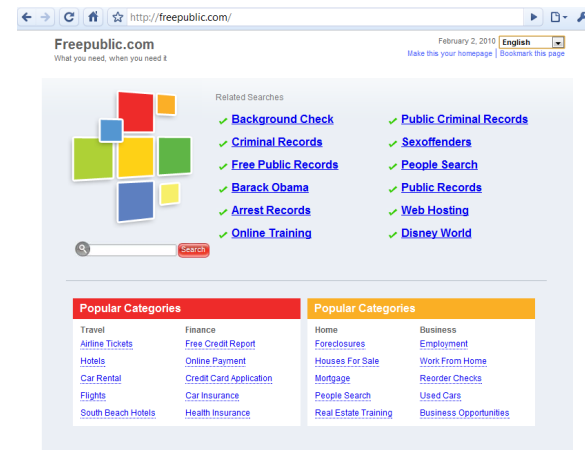 http://freepublic.com/
Freepublic.com
What you need, when you need it
February 2, 2010 English
Make this your homepage | Bookmark this page
Related Searches
Background Check
Public Criminal Records
Criminal Records
Sexoffenders
Free Public Records
People Search
Barack Obama
Public Records
Arrest Records
Web Hosting
Online Training
Disney World
Search
Popular Categories
Popular Categories
Travel Finance Home Business
Airline Tickets Free Credit Report Foreclosures Employment
Hotels Online Payment Houses For Sale Work From Home
Car Rental Credit Card Application Mortgage Reorder Checks
Flights Car Insurance People Search Used Cars
South Beach Hotels Health Insurance Real Estate Training Business Opportunities